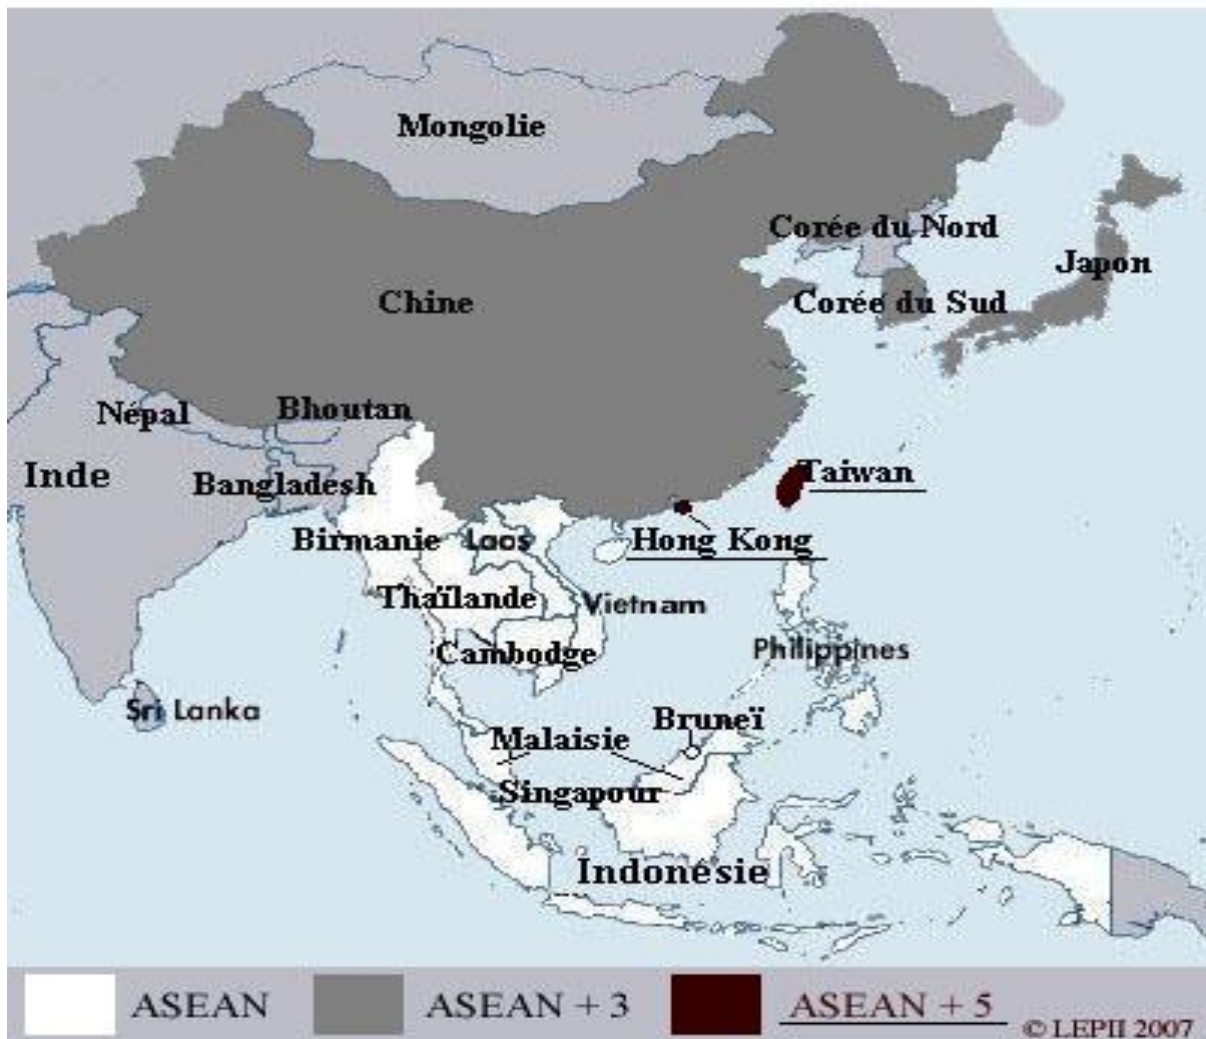 Mongolie
Corée du Nord
Japon
Chine
Corée du Sud
Népal
Bhoutan
Inde
Bangladesh
Taiwan
Birmanie
Laos
Hong Kong
Thaïlande
Vietnam
Cambodge
Philippines
Sri Lanka
Bruneï
Malaisie
Singapour
Indonésie
ASEAN
ASEAN + 3
ASEAN + 5
© LEPII 2007